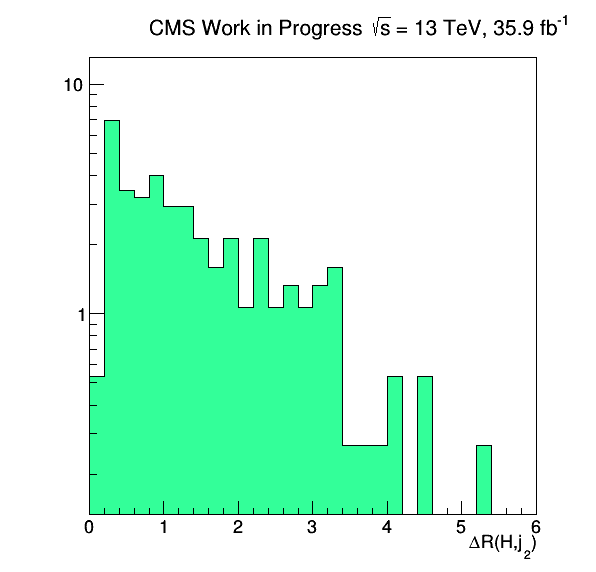 CMS Work in Progress √s = 13 TeV, 35.9 fb⁻¹
10
1
0 1 2 3 4 5 6
ΔR(H,j₂)